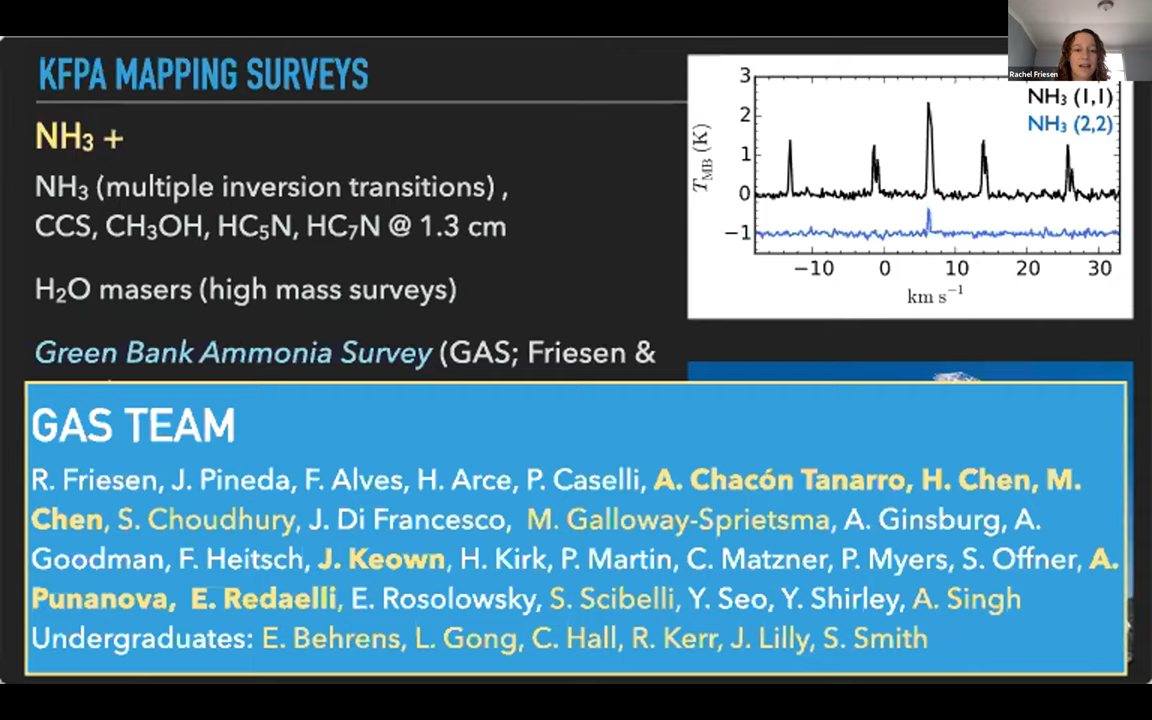 Rachel Friesen
KFPA MAPPING SURVEYS
NH₃ +
NH₃ (multiple inversion transitions) ,
CCS, CH₃OH, HC₅N, HC₇N @ 1.3 cm
H₂O masers (high mass surveys)
Green Bank Ammonia Survey (GAS; Friesen &
NH₃ (1,1)
NH₃ (2,2)
T_MB (K)
3
2
1
0
−1
−10 0 10 20 30
km s⁻¹
GAS TEAM
R. Friesen, J. Pineda, F. Alves, H. Arce, P. Caselli, A. Chacón Tanarro, H. Chen, M.
Chen, S. Choudhury, J. Di Francesco, M. Galloway-Sprietsma, A. Ginsburg, A.
Goodman, F. Heitsch, J. Keown, H. Kirk, P. Martin, C. Matzner, P. Myers, S. Offner, A.
Punanova, E. Redaelli, E. Rosolowsky, S. Scibelli, Y. Seo, Y. Shirley, A. Singh
Undergraduates: E. Behrens, L. Gong, C. Hall, R. Kerr, J. Lilly, S. Smith